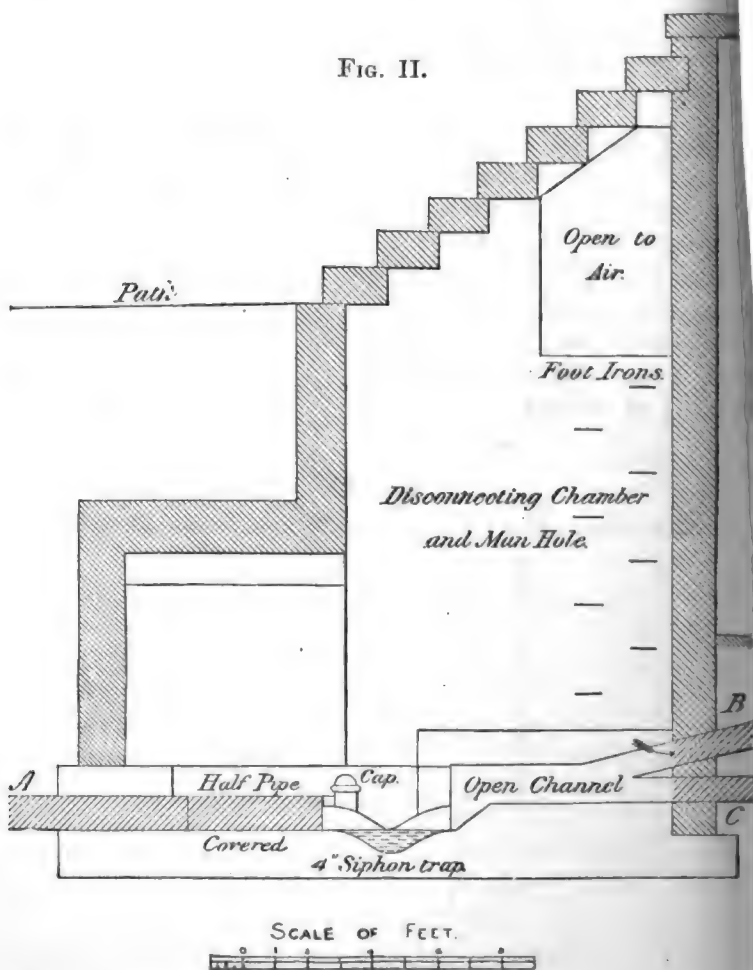 FIG. II.
Open to
Air.
Path.
Foot Irons.
Disconnecting Chamber
and Man Hole.
B
A
Half Pipe
Cap.
Open Channel
C
Covered
4" Siphon trap.
SCALE OF FEET.